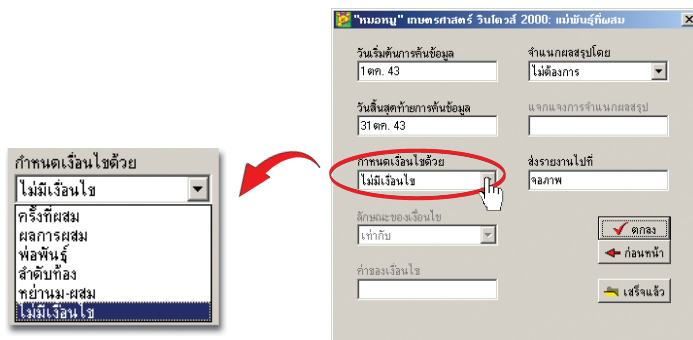 "หมอหมู" เกษตรศาสตร์ วินโดวส์ 2000: แม่พันธุ์ที่ผสม
วันเริ่มต้นการค้นข้อมูล
1 ตค. 43
จำแนกผลสรุปโดย
ไม่ต้องการ
วันสิ้นสุดท้ายการค้นข้อมูล
31 ตค. 43
แจกแจงการจำแนกผลสรุป
กำหนดเงื่อนไขด้วย
ไม่มีเงื่อนไข
ส่งรายงานไปที่
จอภาพ
ลักษณะของเงื่อนไข
เท่ากับ
ค่าของเงื่อนไข
ตกลง
ก่อนหน้า
เสร็จแล้ว
กำหนดเงื่อนไขด้วย
ไม่มีเงื่อนไข
ครั้งที่ผสม
ผลการผสม
พ่อพันธุ์
ลำดับท้อง
หย่านม-ผสม
ไม่มีเงื่อนไข